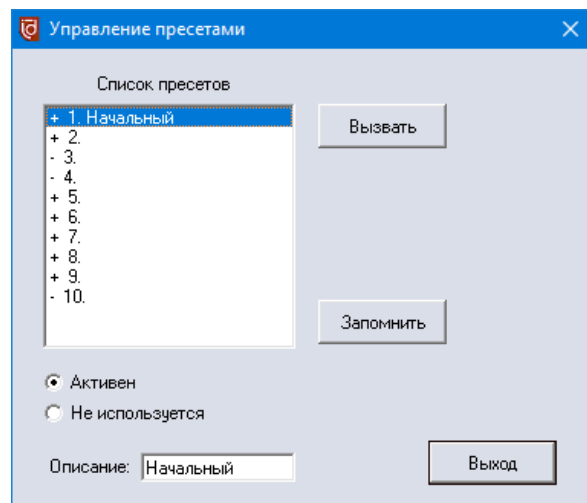 Управление пресетами
Список пресетов
+ 1. Начальный
+ 2.
- 3.
- 4.
+ 5.
+ 6.
+ 7.
+ 8.
+ 9.
- 10.
Вызвать
Запомнить
Активен
Не используется
Описание: Начальный
Выход